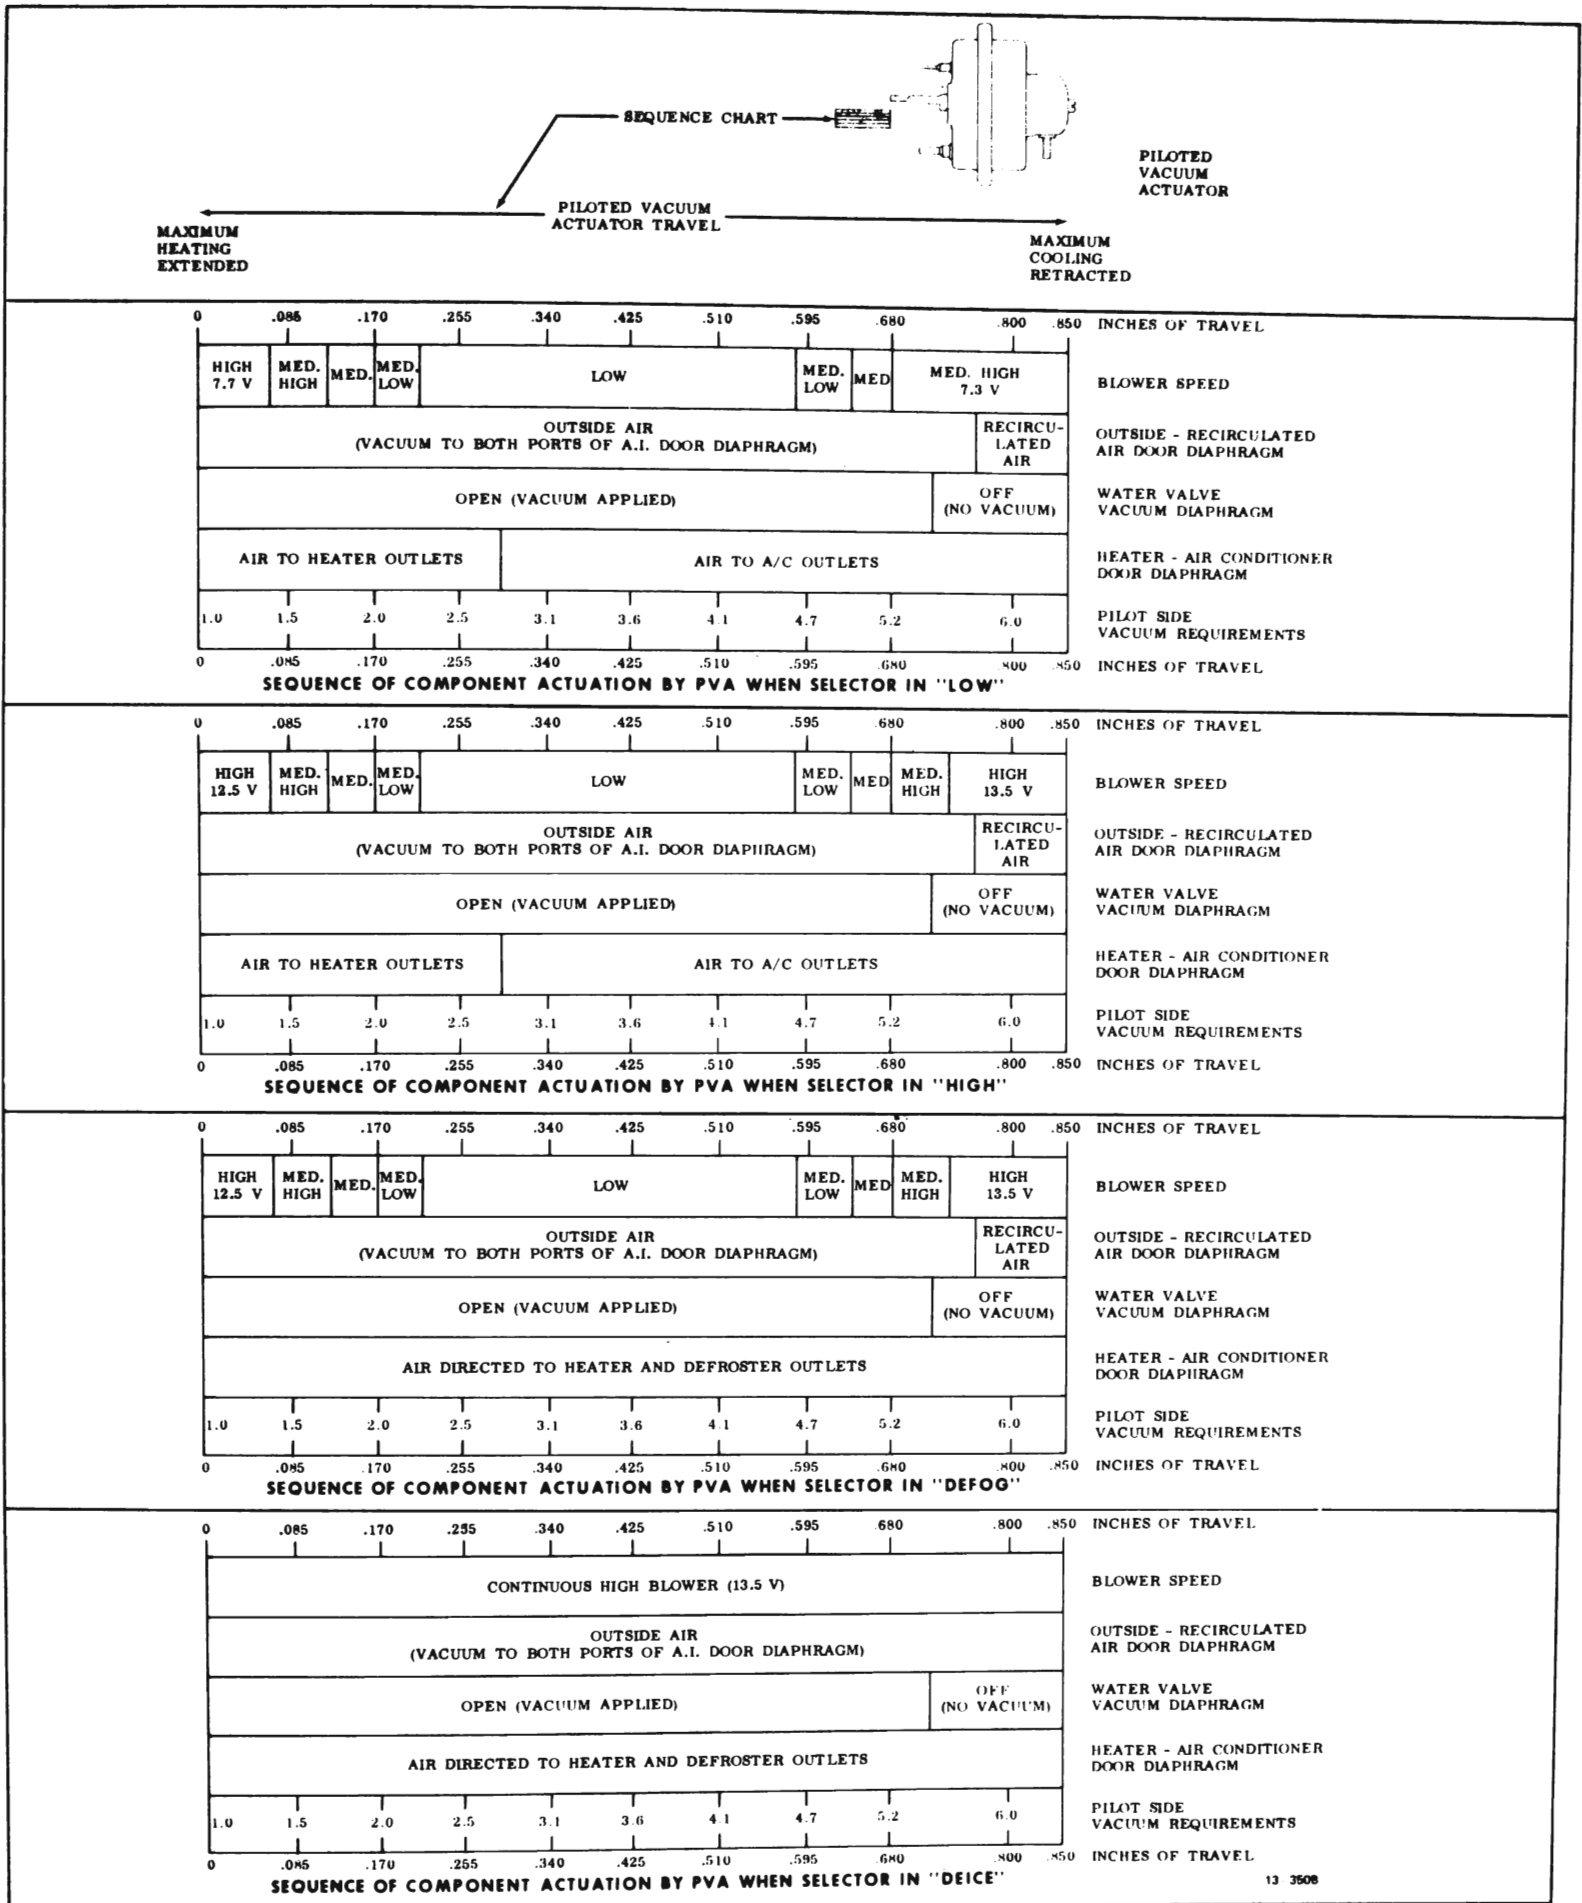 SEQUENCE CHART
PILOTED
VACUUM
ACTUATOR
PILOTED VACUUM
ACTUATOR TRAVEL
MAXIMUM
HEATING
EXTENDED
MAXIMUM
COOLING
RETRACTED
0 .085 .170 .255 .340 .425 .510 .595 .680 .800 .850 INCHES OF TRAVEL
HIGH
7.7 V
MED.
HIGH
MED.
MED.
LOW
LOW
MED.
LOW
MED
MED. HIGH
7.3 V
BLOWER SPEED
OUTSIDE AIR
(VACUUM TO BOTH PORTS OF A.I. DOOR DIAPHRAGM)
RECIRCU-
LATED
AIR
OUTSIDE - RECIRCULATED
AIR DOOR DIAPHRAGM
OPEN (VACUUM APPLIED)
OFF
(NO VACUUM)
WATER VALVE
VACUUM DIAPHRAGM
AIR TO HEATER OUTLETS
AIR TO A/C OUTLETS
HEATER - AIR CONDITIONER
DOOR DIAPHRAGM
1.0 1.5 2.0 2.5 3.1 3.6 4.1 4.7 5.2 6.0
PILOT SIDE
VACUUM REQUIREMENTS
0 .085 .170 .255 .340 .425 .510 .595 .680 .800 .850 INCHES OF TRAVEL
SEQUENCE OF COMPONENT ACTUATION BY PVA WHEN SELECTOR IN "LOW"
0 .085 .170 .255 .340 .425 .510 .595 .680 .800 .850 INCHES OF TRAVEL
HIGH
12.5 V
MED.
HIGH
MED.
MED.
LOW
LOW
MED.
LOW
MED
MED.
HIGH
HIGH
13.5 V
BLOWER SPEED
OUTSIDE AIR
(VACUUM TO BOTH PORTS OF A.I. DOOR DIAPHRAGM)
RECIRCU-
LATED
AIR
OUTSIDE - RECIRCULATED
AIR DOOR DIAPHRAGM
OPEN (VACUUM APPLIED)
OFF
(NO VACUUM)
WATER VALVE
VACUUM DIAPHRAGM
AIR TO HEATER OUTLETS
AIR TO A/C OUTLETS
HEATER - AIR CONDITIONER
DOOR DIAPHRAGM
1.0 1.5 2.0 2.5 3.1 3.6 4.1 4.7 5.2 6.0
PILOT SIDE
VACUUM REQUIREMENTS
0 .085 .170 .255 .340 .425 .510 .595 .680 .800 .850 INCHES OF TRAVEL
SEQUENCE OF COMPONENT ACTUATION BY PVA WHEN SELECTOR IN "HIGH"
0 .085 .170 .255 .340 .425 .510 .595 .680 .800 .850 INCHES OF TRAVEL
HIGH
12.5 V
MED.
HIGH
MED.
MED.
LOW
LOW
MED.
LOW
MED
MED.
HIGH
HIGH
13.5 V
BLOWER SPEED
OUTSIDE AIR
(VACUUM TO BOTH PORTS OF A.I. DOOR DIAPHRAGM)
RECIRCU-
LATED
AIR
OUTSIDE - RECIRCULATED
AIR DOOR DIAPHRAGM
OPEN (VACUUM APPLIED)
OFF
(NO VACUUM)
WATER VALVE
VACUUM DIAPHRAGM
AIR DIRECTED TO HEATER AND DEFROSTER OUTLETS
HEATER - AIR CONDITIONER
DOOR DIAPHRAGM
1.0 1.5 2.0 2.5 3.1 3.6 4.1 4.7 5.2 6.0
PILOT SIDE
VACUUM REQUIREMENTS
0 .085 .170 .255 .340 .425 .510 .595 .680 .800 .850 INCHES OF TRAVEL
SEQUENCE OF COMPONENT ACTUATION BY PVA WHEN SELECTOR IN "DEFOG"
0 .085 .170 .255 .340 .425 .510 .595 .680 .800 .850 INCHES OF TRAVEL
CONTINUOUS HIGH BLOWER (13.5 V)
BLOWER SPEED
OUTSIDE AIR
(VACUUM TO BOTH PORTS OF A.I. DOOR DIAPHRAGM)
OUTSIDE - RECIRCULATED
AIR DOOR DIAPHRAGM
OPEN (VACUUM APPLIED)
OFF
(NO VACUUM)
WATER VALVE
VACUUM DIAPHRAGM
AIR DIRECTED TO HEATER AND DEFROSTER OUTLETS
HEATER - AIR CONDITIONER
DOOR DIAPHRAGM
1.0 1.5 2.0 2.5 3.1 3.6 4.1 4.7 5.2 6.0
PILOT SIDE
VACUUM REQUIREMENTS
0 .085 .170 .255 .340 .425 .510 .595 .680 .800 .850 INCHES OF TRAVEL
SEQUENCE OF COMPONENT ACTUATION BY PVA WHEN SELECTOR IN "DEICE"
13 3508